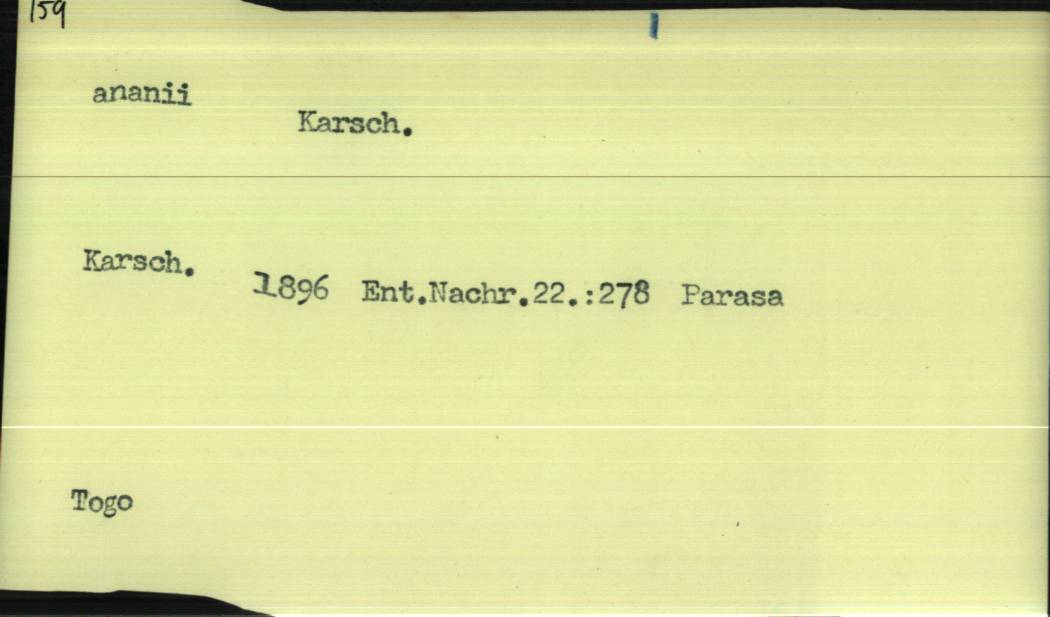 159
ananii
Karsch.
Karsch.
1896 Ent.Nachr.22.:278 Parasa
Togo